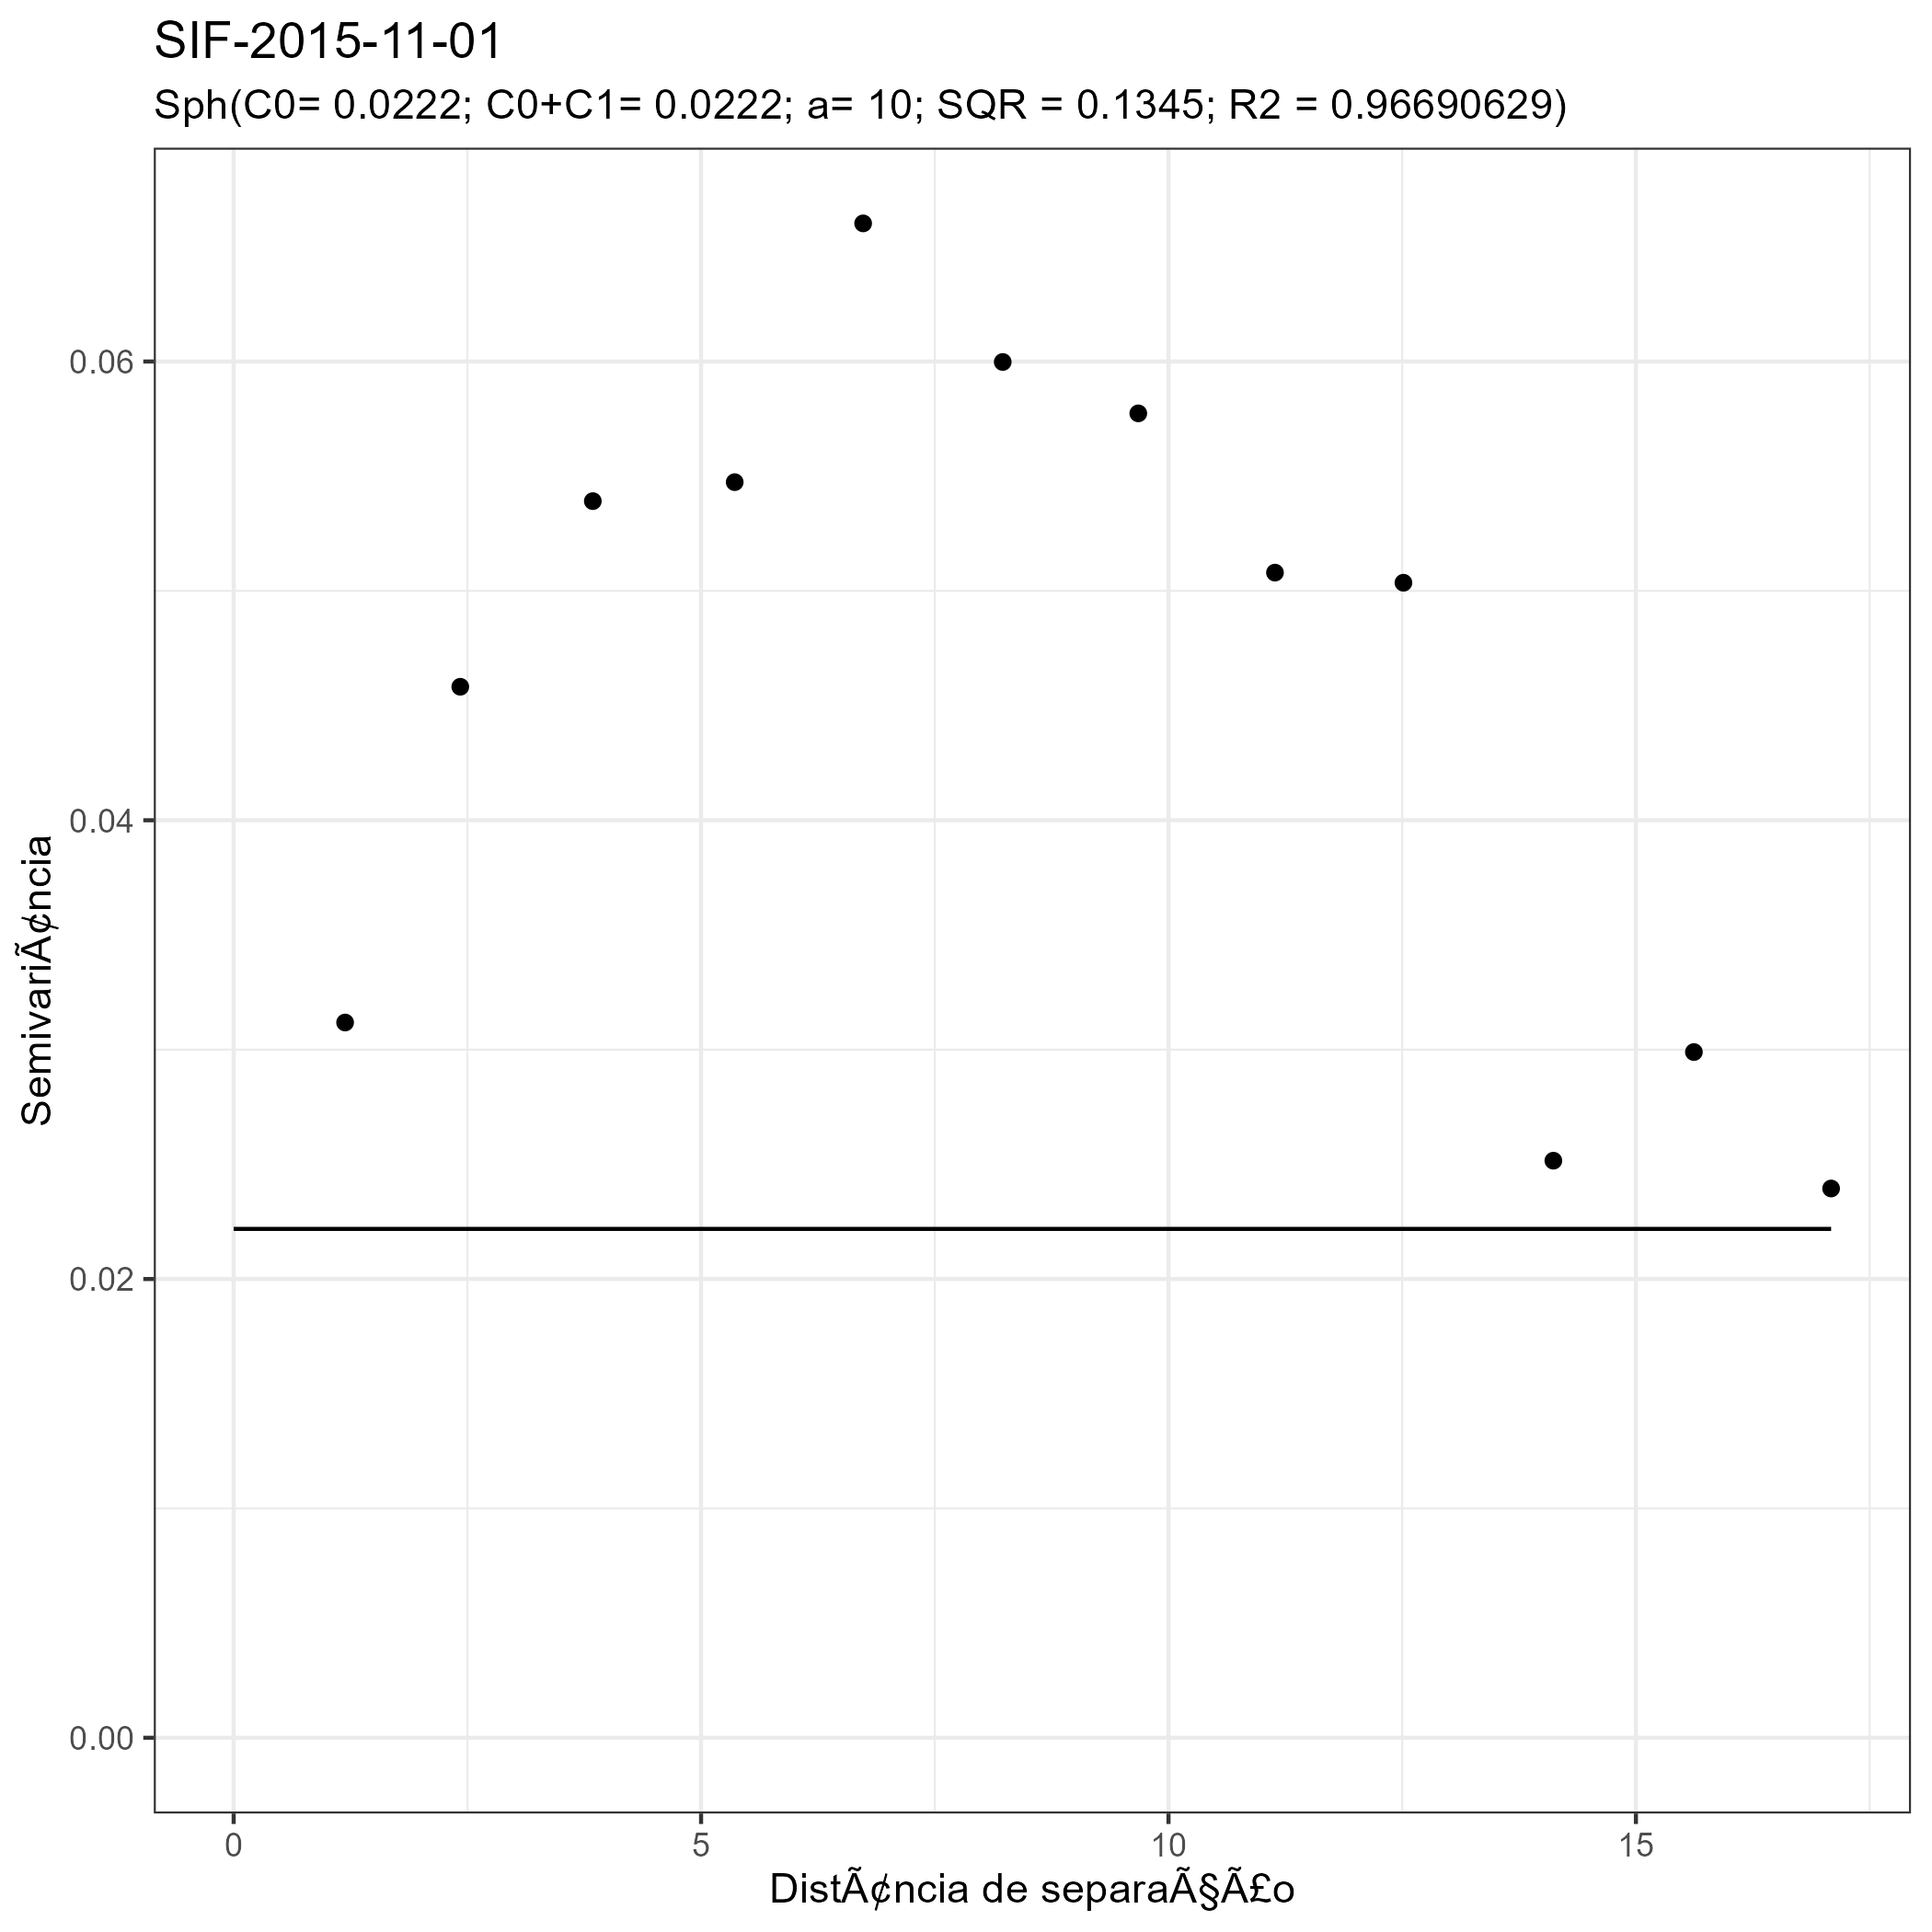 SIF-2015-11-01
Sph(C0= 0.0222; C0+C1= 0.0222; a= 10; SQR = 0.1345; R2 = 0.96690629)
0.06
0.04
0.02
0.00
SemivariÃ¢ncia
0
5
10
15
DistÃ¢ncia de separaÃ§Ã£o